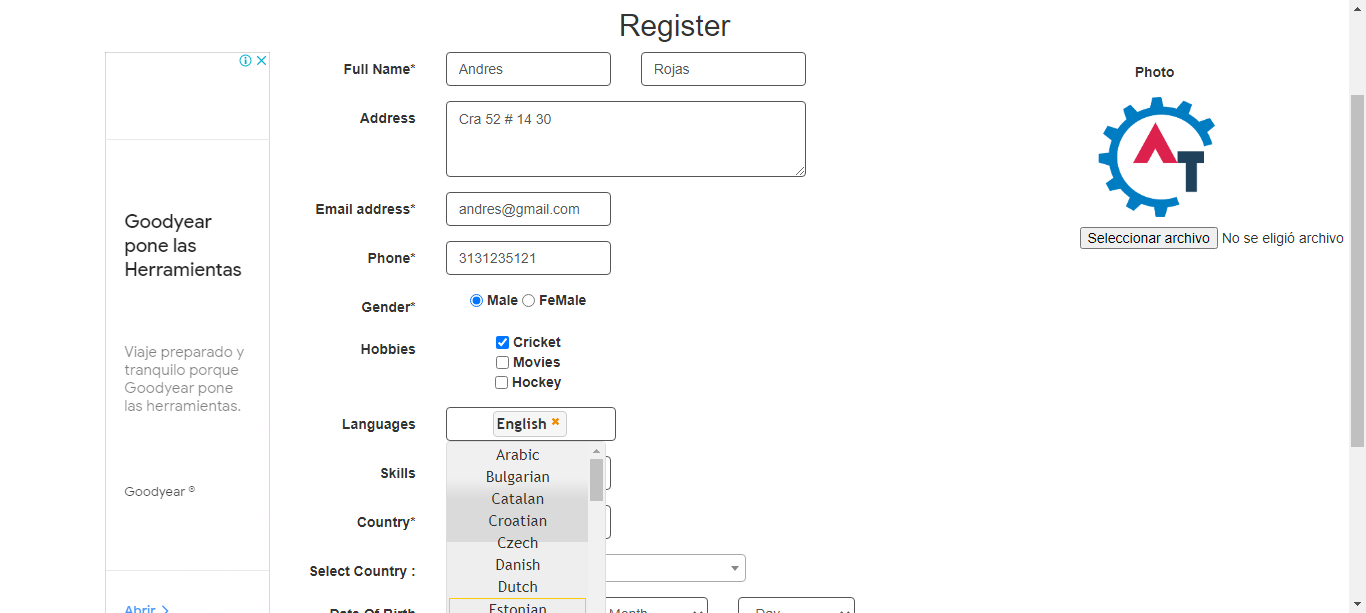 Register
Full Name*
Andres
Rojas
Photo
Address
Cra 52 # 14 30
AT
Email address*
andres@gmail.com
Seleccionar archivo No se eligió archivo
Phone*
3131235121
Gender*
Male FeMale
Hobbies
Cricket
Movies
Hockey
Languages
English
Arabic
Bulgarian
Catalan
Croatian
Czech
Danish
Dutch
Estonian
Skills
Country*
Select Country :
Date Of Birth
Month
Day
Goodyear
pone las
Herramientas
Viaje preparado y
tranquilo porque
Goodyear pone
las herramientas.
Goodyear ®
Abrir